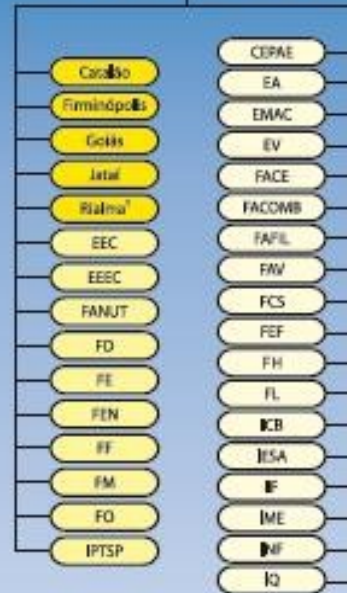 Catalão
Firminópolis
Goiás
Jataí
Rialma¹
EEC
EEEC
FANUT
FD
FE
FEN
FF
FM
FO
IPTSP
CEPAE
EA
EMAC
EV
FACE
FACOMB
FAFIL
FAV
FCS
FEF
FH
FL
ICB
IESA
IF
IME
INF
IQ